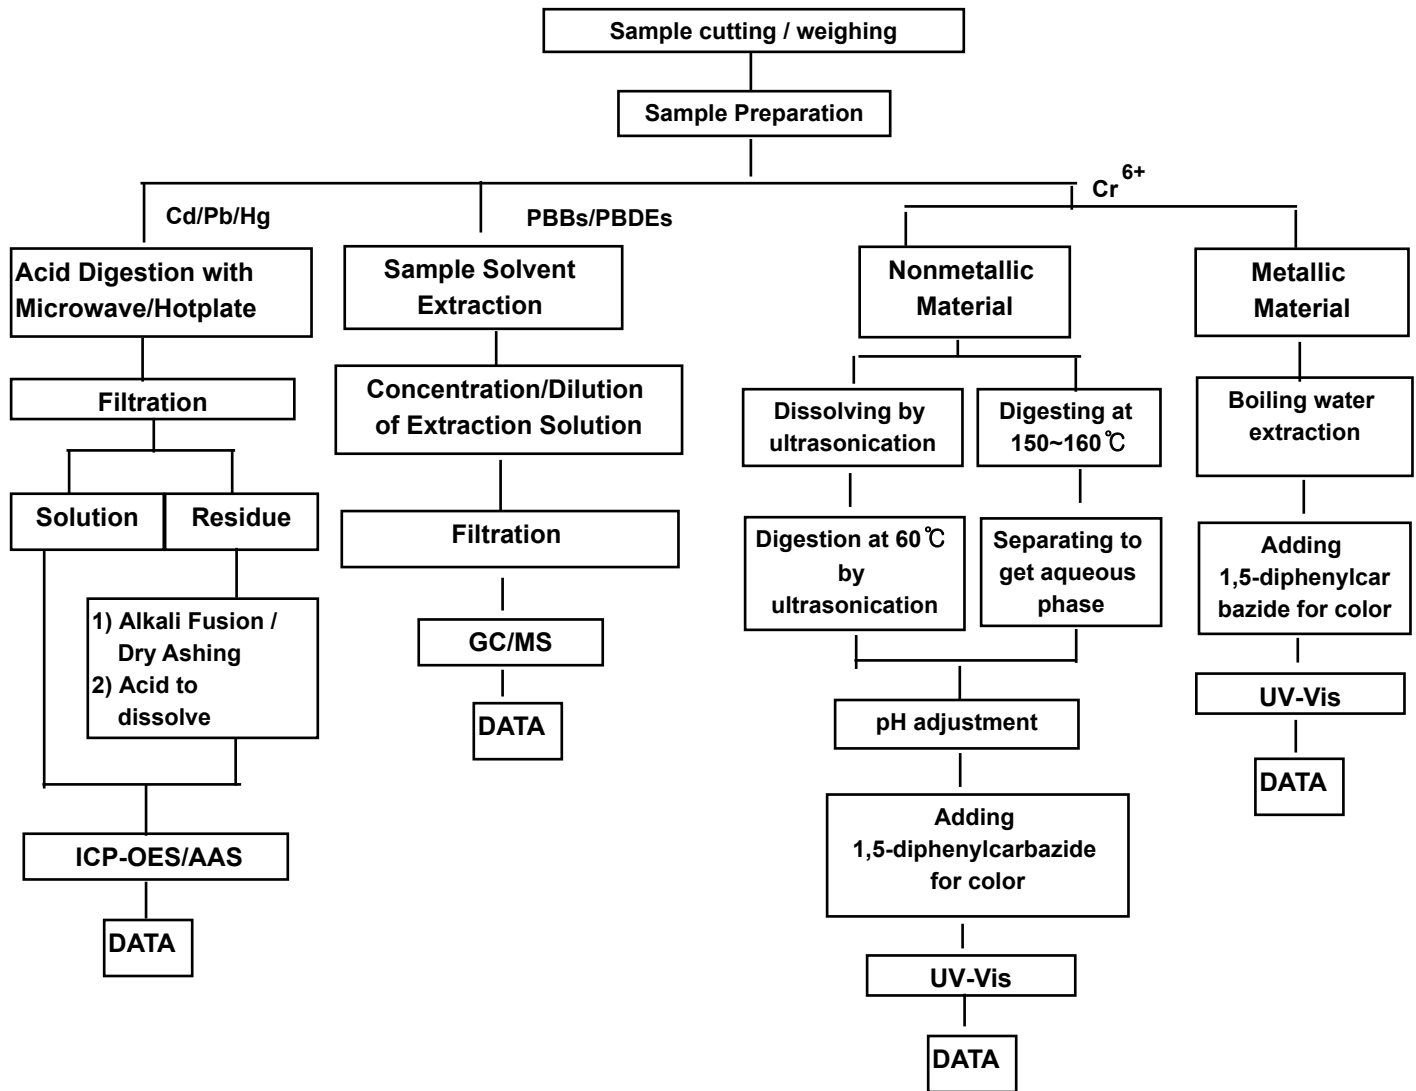 Sample cutting / weighing
Sample Preparation
Cr 6+
Cd/Pb/Hg
PBBs/PBDEs
Acid Digestion with
Microwave/Hotplate
Filtration
Solution
Residue
1) Alkali Fusion /
Dry Ashing
2) Acid to
dissolve
ICP-OES/AAS
DATA
Sample Solvent
Extraction
Concentration/Dilution
of Extraction Solution
Filtration
GC/MS
DATA
Nonmetallic
Material
Dissolving by
ultrasonication
Digestion at 60℃
by
ultrasonication
Digesting at
150~160℃
Separating to
get aqueous
phase
pH adjustment
Adding
1,5-diphenylcarbazide
for color
UV-Vis
DATA
Metallic
Material
Boiling water
extraction
Adding
1,5-diphenylcar
bazide for color
UV-Vis
DATA